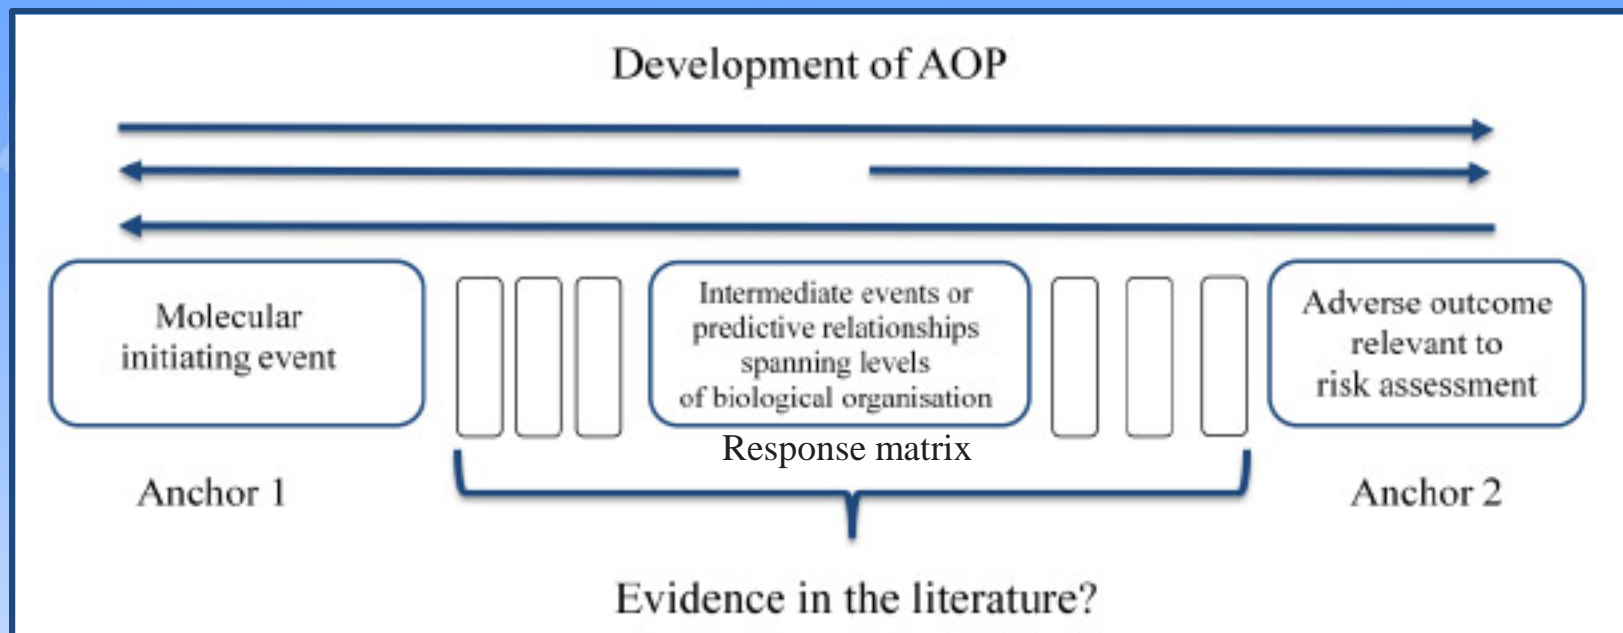 Development of AOP
Molecular
initiating event
Intermediate events or
predictive relationships
spanning levels
of biological organisation
Adverse outcome
relevant to
risk assessment
Response matrix
Anchor 1
Anchor 2
Evidence in the literature?